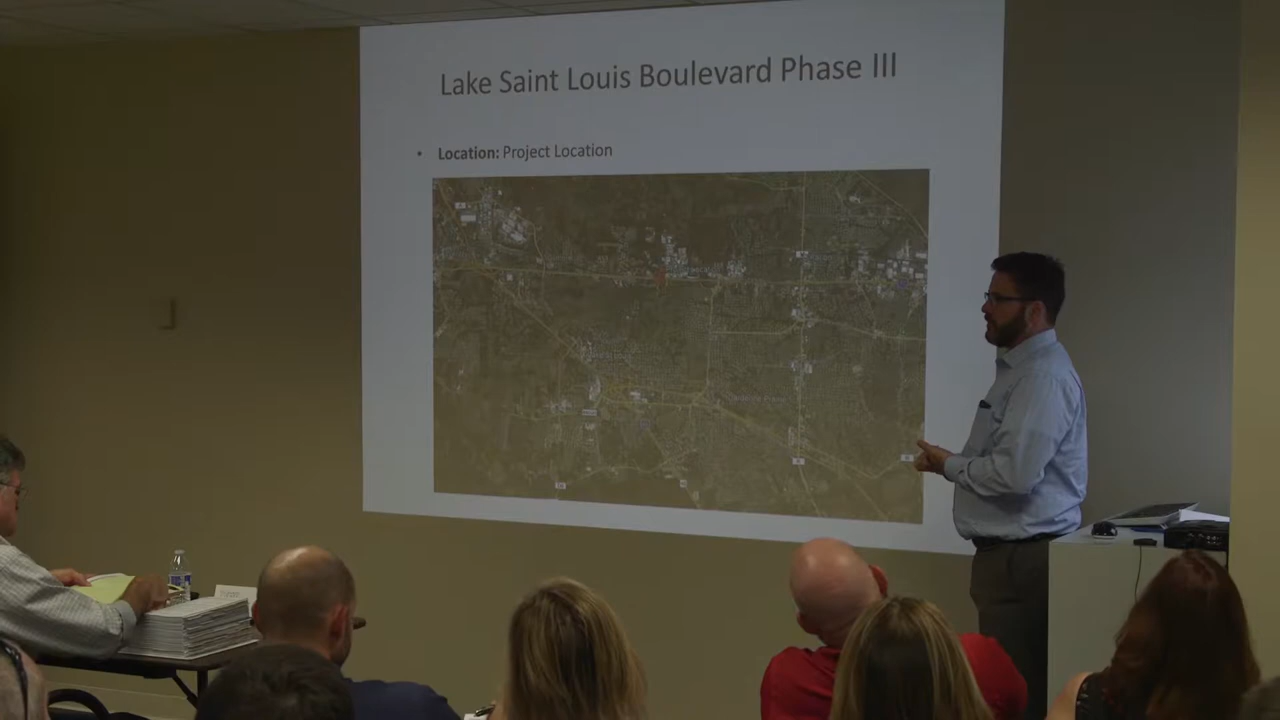 Lake Saint Louis Boulevard Phase III
• Location: Project Location